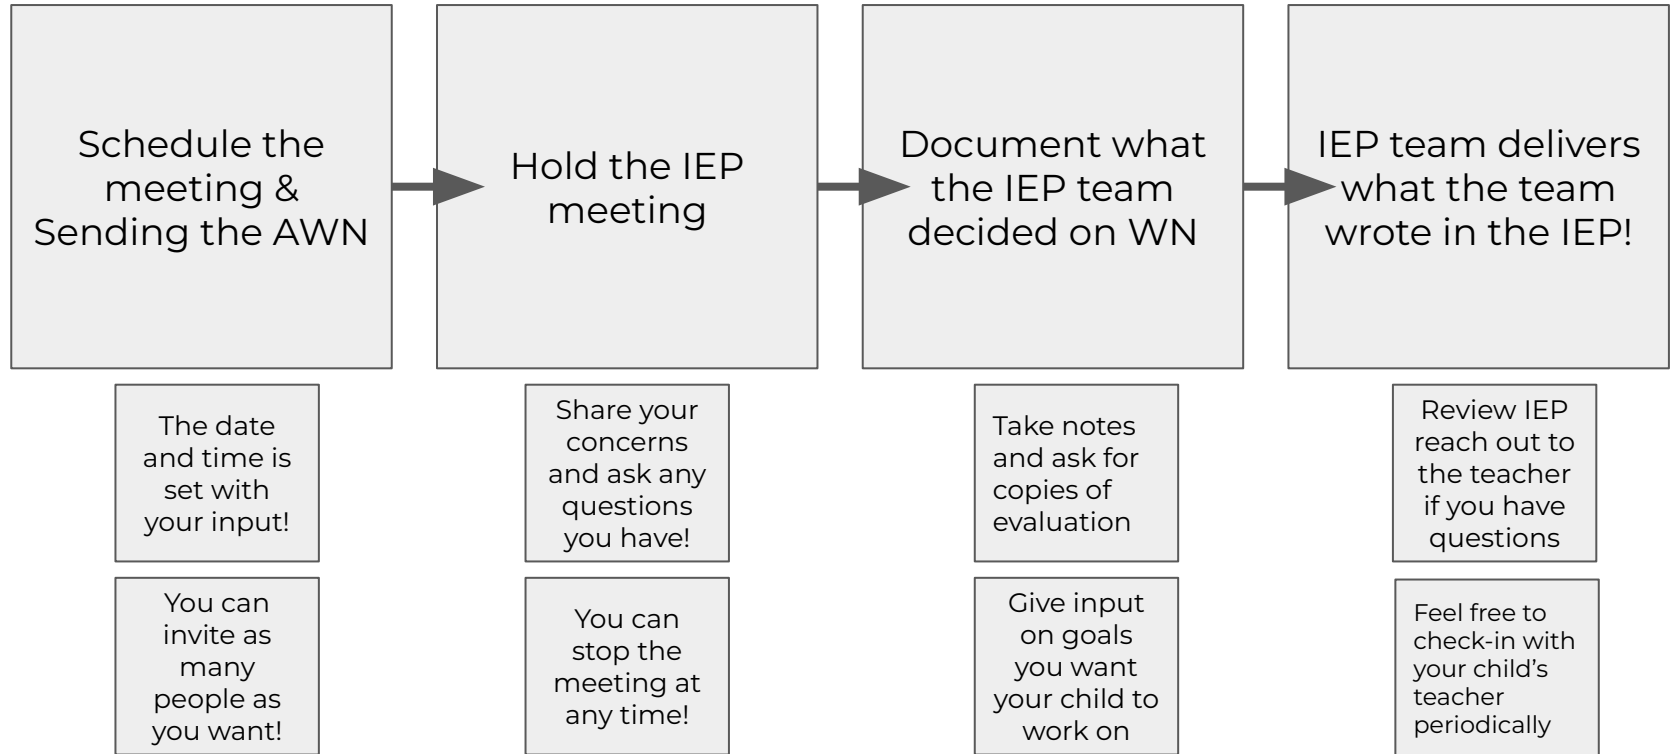 Schedule the
meeting &
Sending the AWN
Hold the IEP
meeting
Document what
the IEP team
decided on WN
IEP team delivers
what the team
wrote in the IEP!
The date
and time is
set with
your input!
Share your
concerns
and ask any
questions
you have!
Take notes
and ask for
copies of
evaluation
Review IEP
reach out to
the teacher
if you have
questions
You can
invite as
many
people as
you want!
You can
stop the
meeting at
any time!
Give input
on goals
you want
your child to
work on
Feel free to
check-in with
your child’s
teacher
periodically